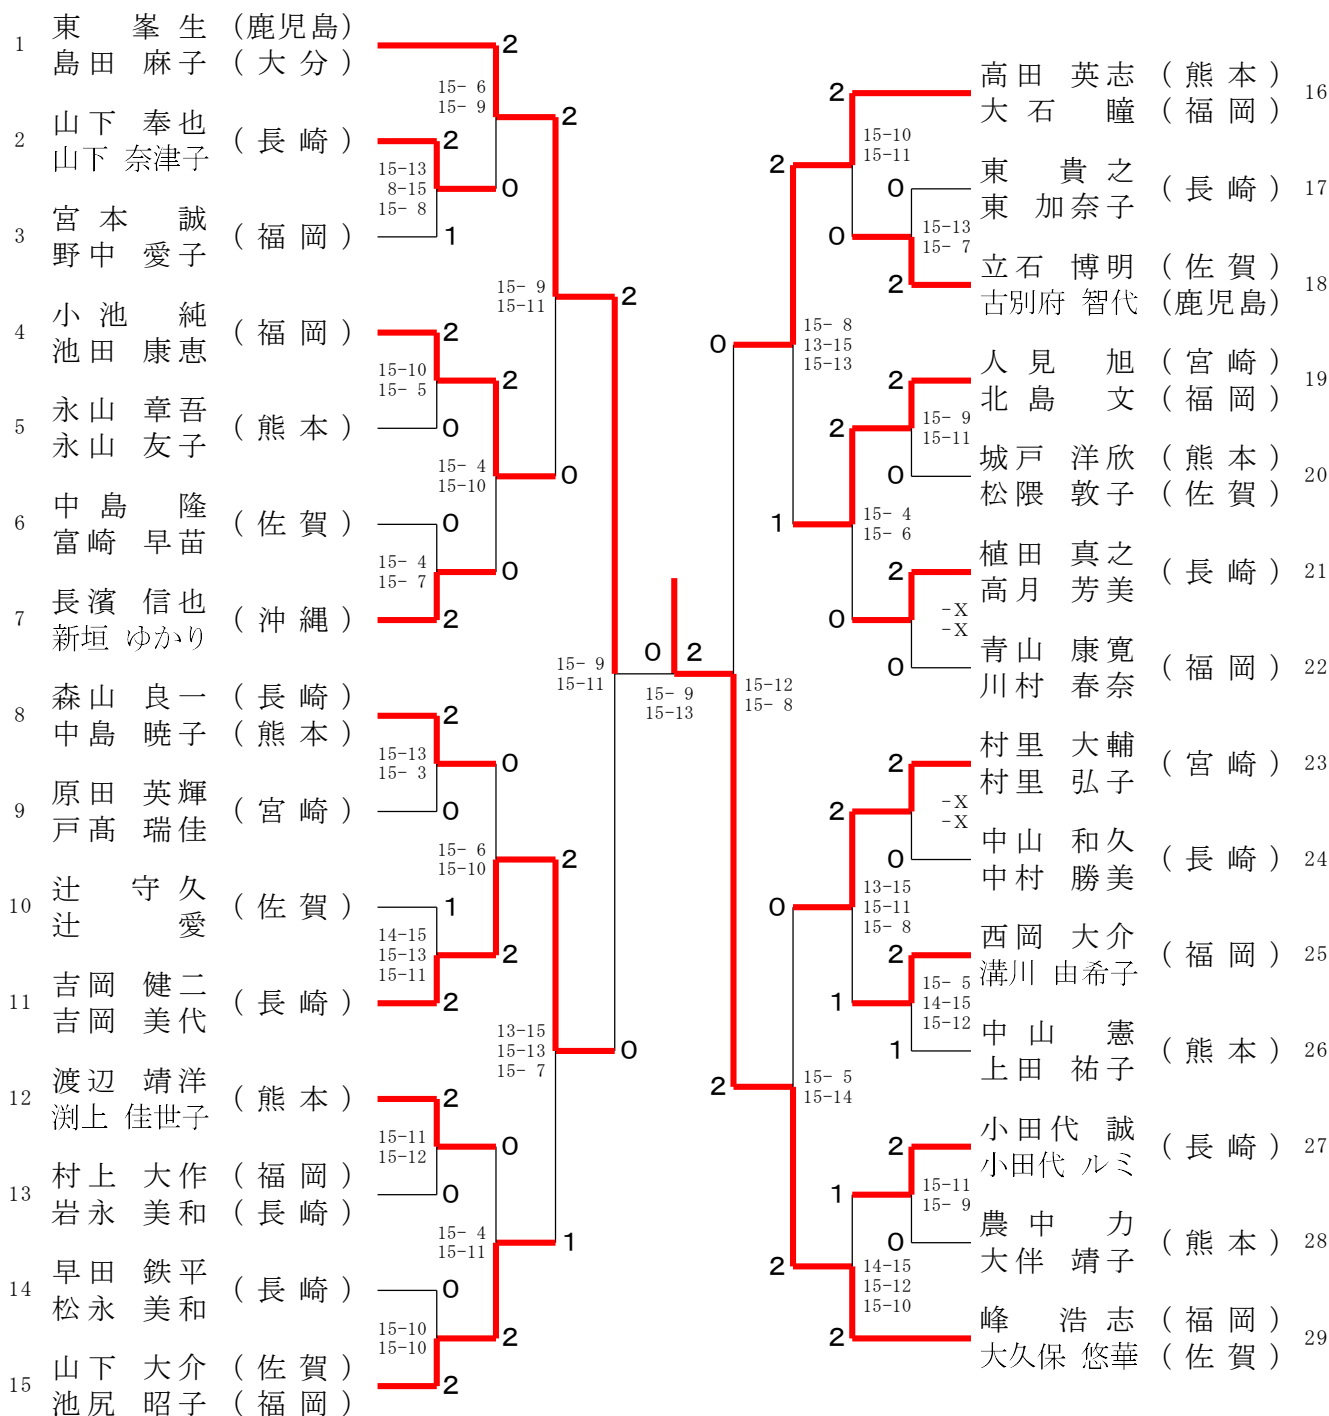 1 東 峯生 (鹿児島)
島田 麻子 (大分)
2
15- 6
15- 9
2
2 山下 奉也 (長崎)
山下 奈津子
2
15-13
8-15
15- 8
0
3 宮本 誠 (福岡)
野中 愛子
1
15- 9
15-11
2
4 小池 純 (福岡)
池田 康恵
2
15-10
15- 5
2
5 永山 章吾 (熊本)
永山 友子
0
15- 4
15-10
0
6 中島 隆 (佐賀)
富崎 早苗
0
15- 4
15- 7
0
7 長濱 信也 (沖縄)
新垣 ゆかり
2
15- 9
15-11
8 森山 良一 (長崎)
中島 暁子 (熊本)
2
15-13
15- 3
0
9 原田 英輝 (宮崎)
戸髙 瑞佳
0
15- 6
15-10
2
10 辻 守久 (佐賀)
辻 愛
1
14-15
15-13
15-11
2
11 吉岡 健二 (長崎)
吉岡 美代
2
13-15
15-13
15- 7
0
12 渡辺 靖洋 (熊本)
渕上 佳世子
2
15-11
15-12
0
13 村上 大作 (福岡)
岩永 美和 (長崎)
0
15- 4
15-11
1
14 早田 鉄平 (長崎)
松永 美和
0
15-10
15-10
2
15 山下 大介 (佐賀)
池尻 昭子 (福岡)
2
0 2
15- 9
15-13
2
高田 英志 (熊本) 16
大石 瞳 (福岡)
15-10
15-11
2
0
東 貴之 (長崎) 17
東 加奈子
15-13
15- 7
0
2
立石 博明 (佐賀) 18
古別府 智代 (鹿児島)
0
15- 8
13-15
15-13
2
人見 旭 (宮崎) 19
北島 文 (福岡)
15- 9
15-11
2
0
城戸 洋欣 (熊本) 20
松隈 敦子 (佐賀)
1
15- 4
15- 6
2
植田 真之 (長崎) 21
高月 芳美
-X
-X
0
0
青山 康寛 (福岡) 22
川村 春奈
15-12
15- 8
2
村里 大輔 (宮崎) 23
村里 弘子
-X
-X
2
0
中山 和久 (長崎) 24
中村 勝美
0
13-15
15-11
15- 8
2
西岡 大介 (福岡) 25
溝川 由希子
15- 5
14-15
15-12
1
1
中山 憲 (熊本) 26
上田 祐子
2
15- 5
15-14
2
小田代 誠 (長崎) 27
小田代 ルミ
15-11
15- 9
1
0
農中 力 (熊本) 28
大伴 靖子
2
14-15
15-12
15-10
2
峰 浩志 (福岡) 29
大久保 悠華 (佐賀)